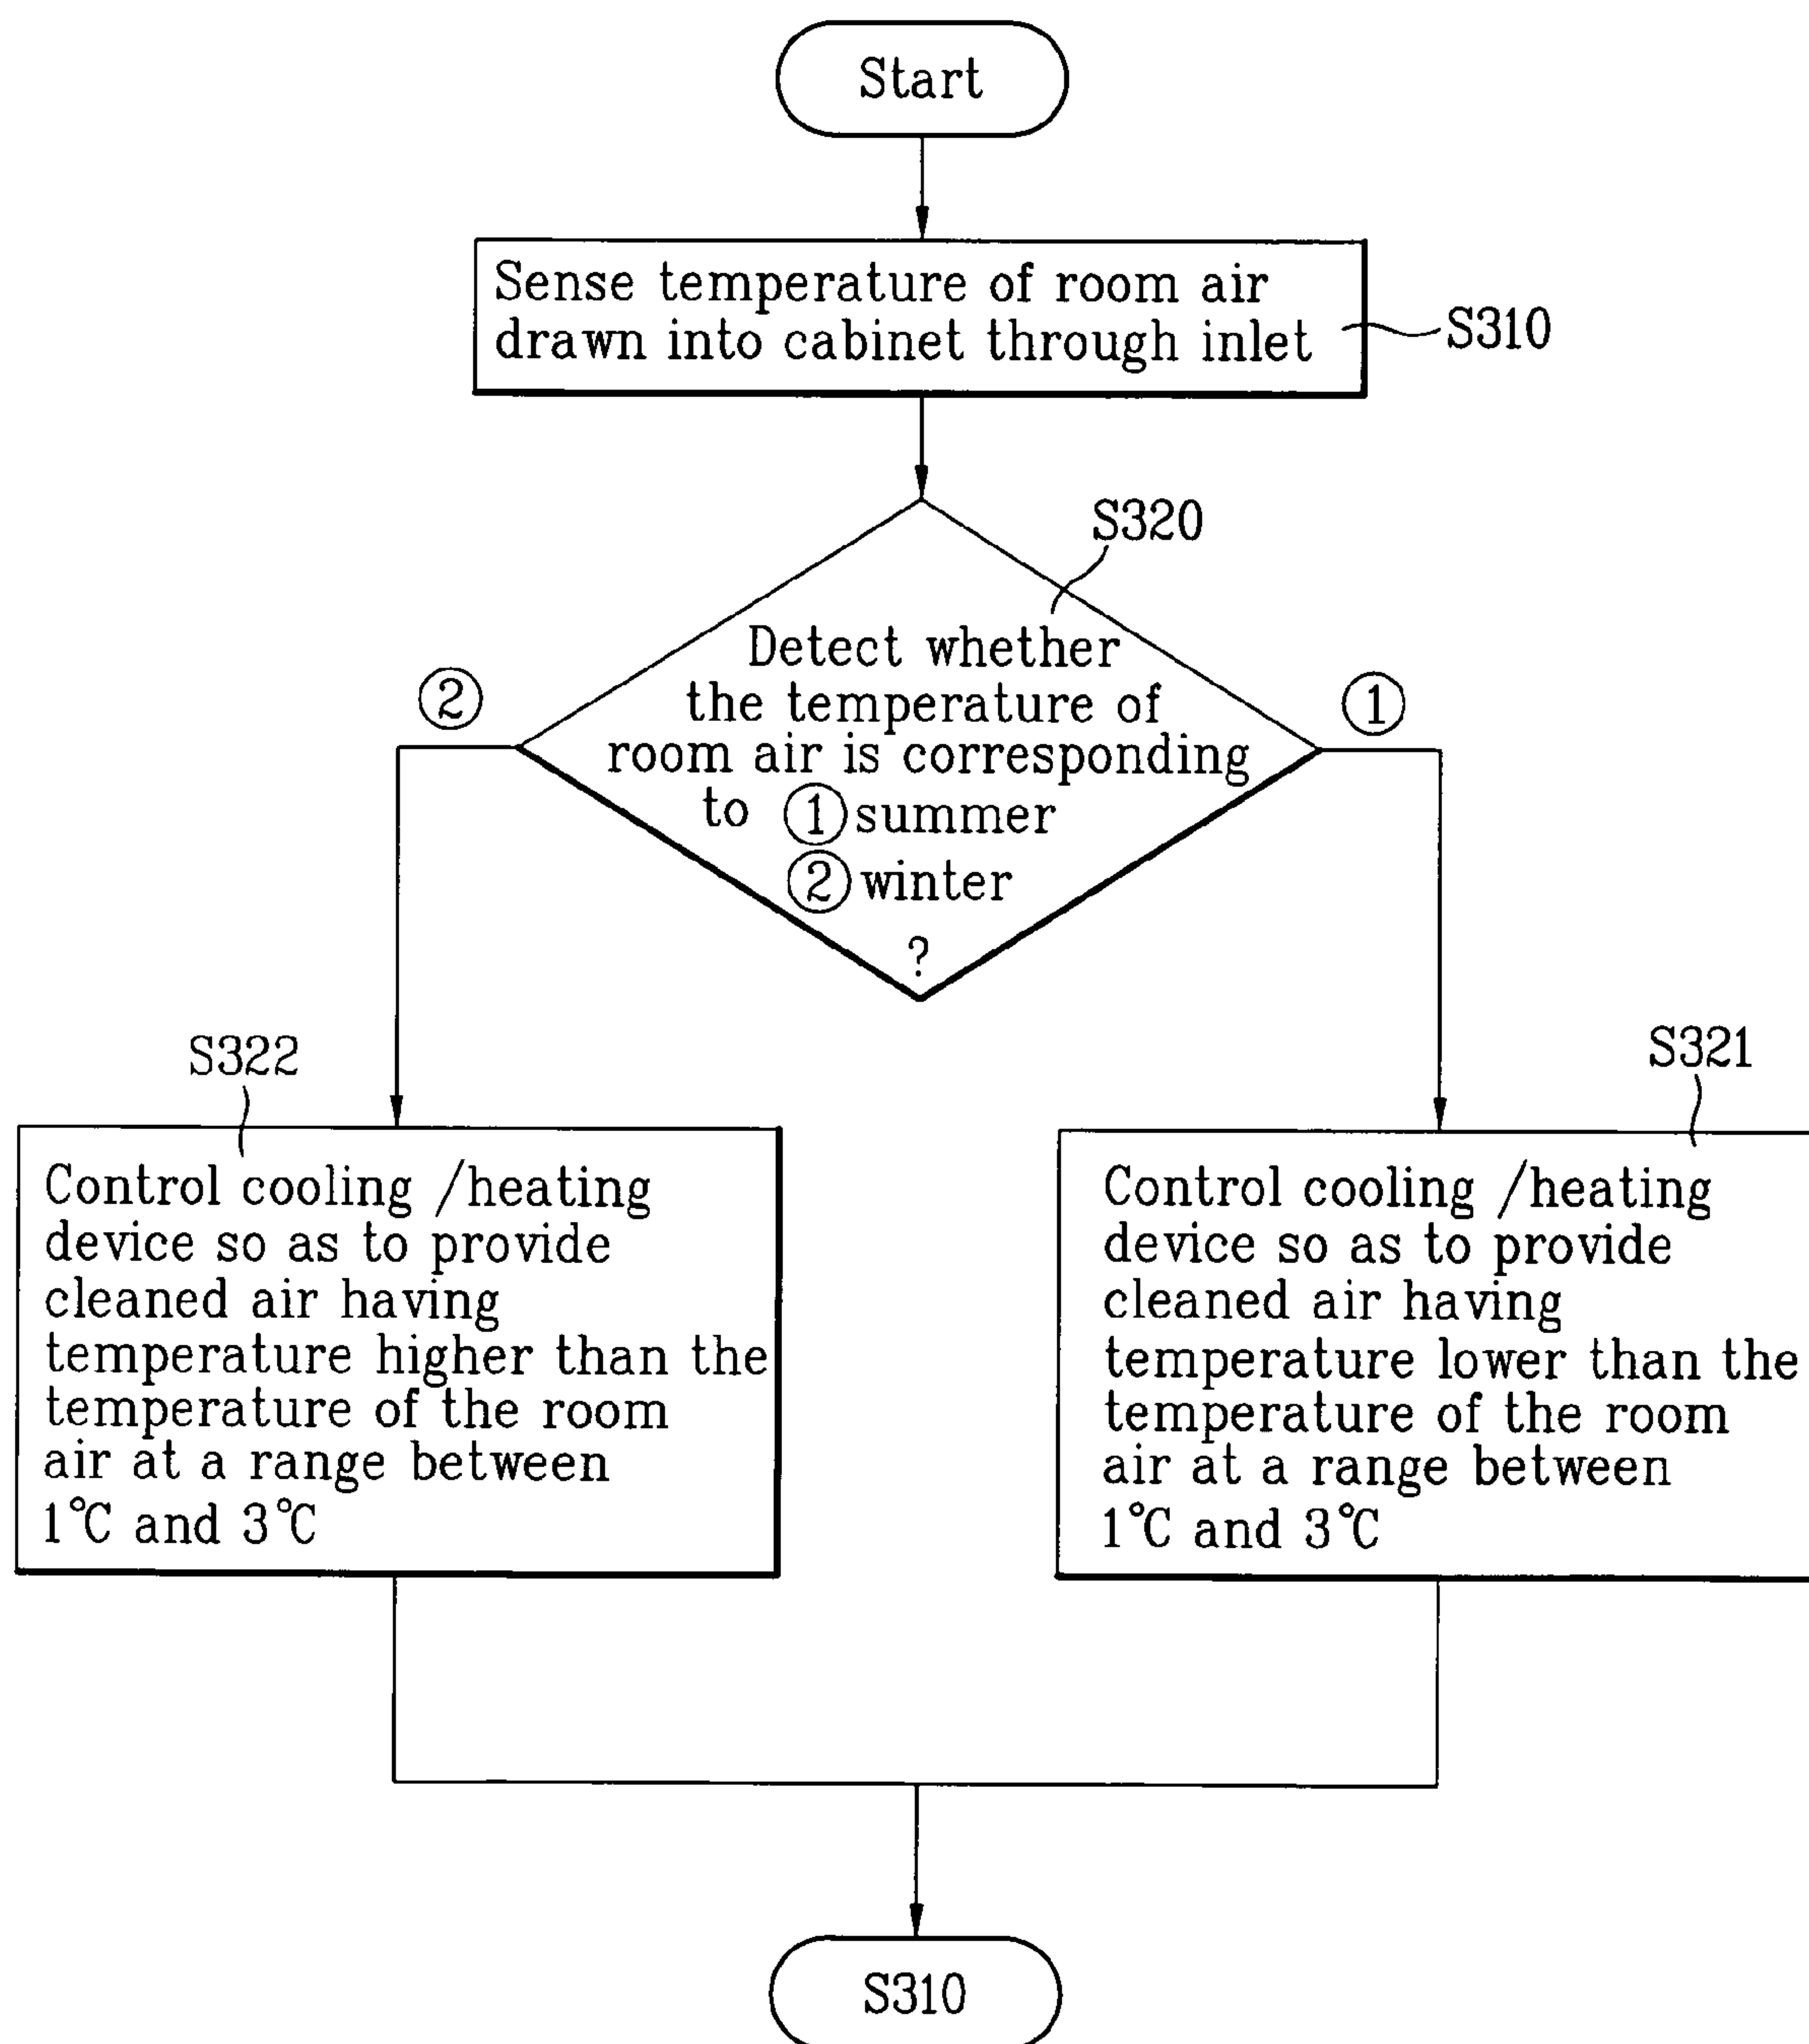 Start
Sense temperature of room air
drawn into cabinet through inlet
S310
S320
Detect whether
the temperature of
room air is corresponding
to ① summer
② winter
?
②
①
S322
S321
Control cooling /heating
device so as to provide
cleaned air having
temperature higher than the
temperature of the room
air at a range between
1℃ and 3℃
Control cooling /heating
device so as to provide
cleaned air having
temperature lower than the
temperature of the room
air at a range between
1℃ and 3℃
S310